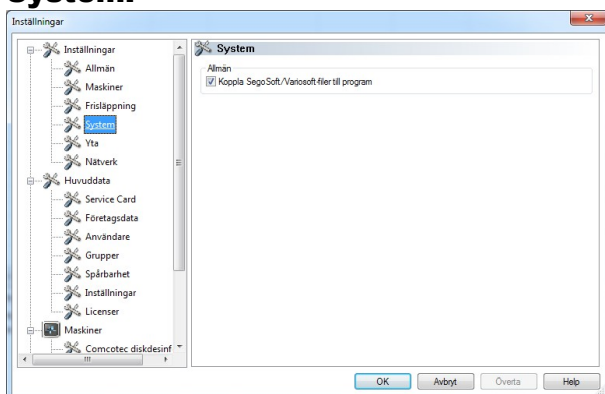 System:
Inställningar
Inställningar
Allmän
Maskiner
Frisläppning
System
Yta
Nätverk
Huvuddata
Service Card
Företagsdata
Användare
Grupper
Spårbarhet
Inställningar
Licenser
Maskiner
Comcotec diskdesinf
System
Allmän
Koppla SegoSoft/Variosoft-filer till program
OK Avbryt Överta Help